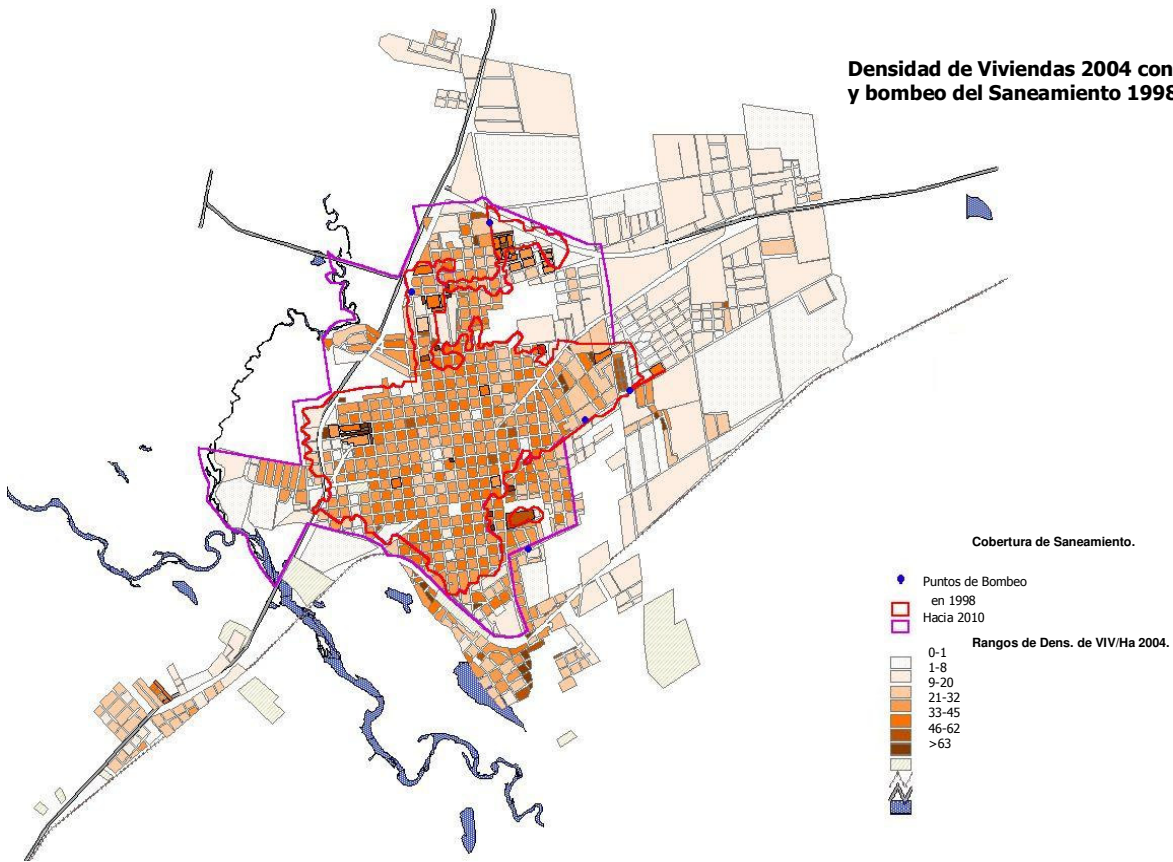 Densidad de Viviendas 2004 con
y bombeo del Saneamiento 1998
Cobertura de Saneamiento.
Puntos de Bombeo
en 1998
Hacia 2010
Rangos de Dens. de VIV/Ha 2004.
0-1
1-8
9-20
21-32
33-45
46-62
>63